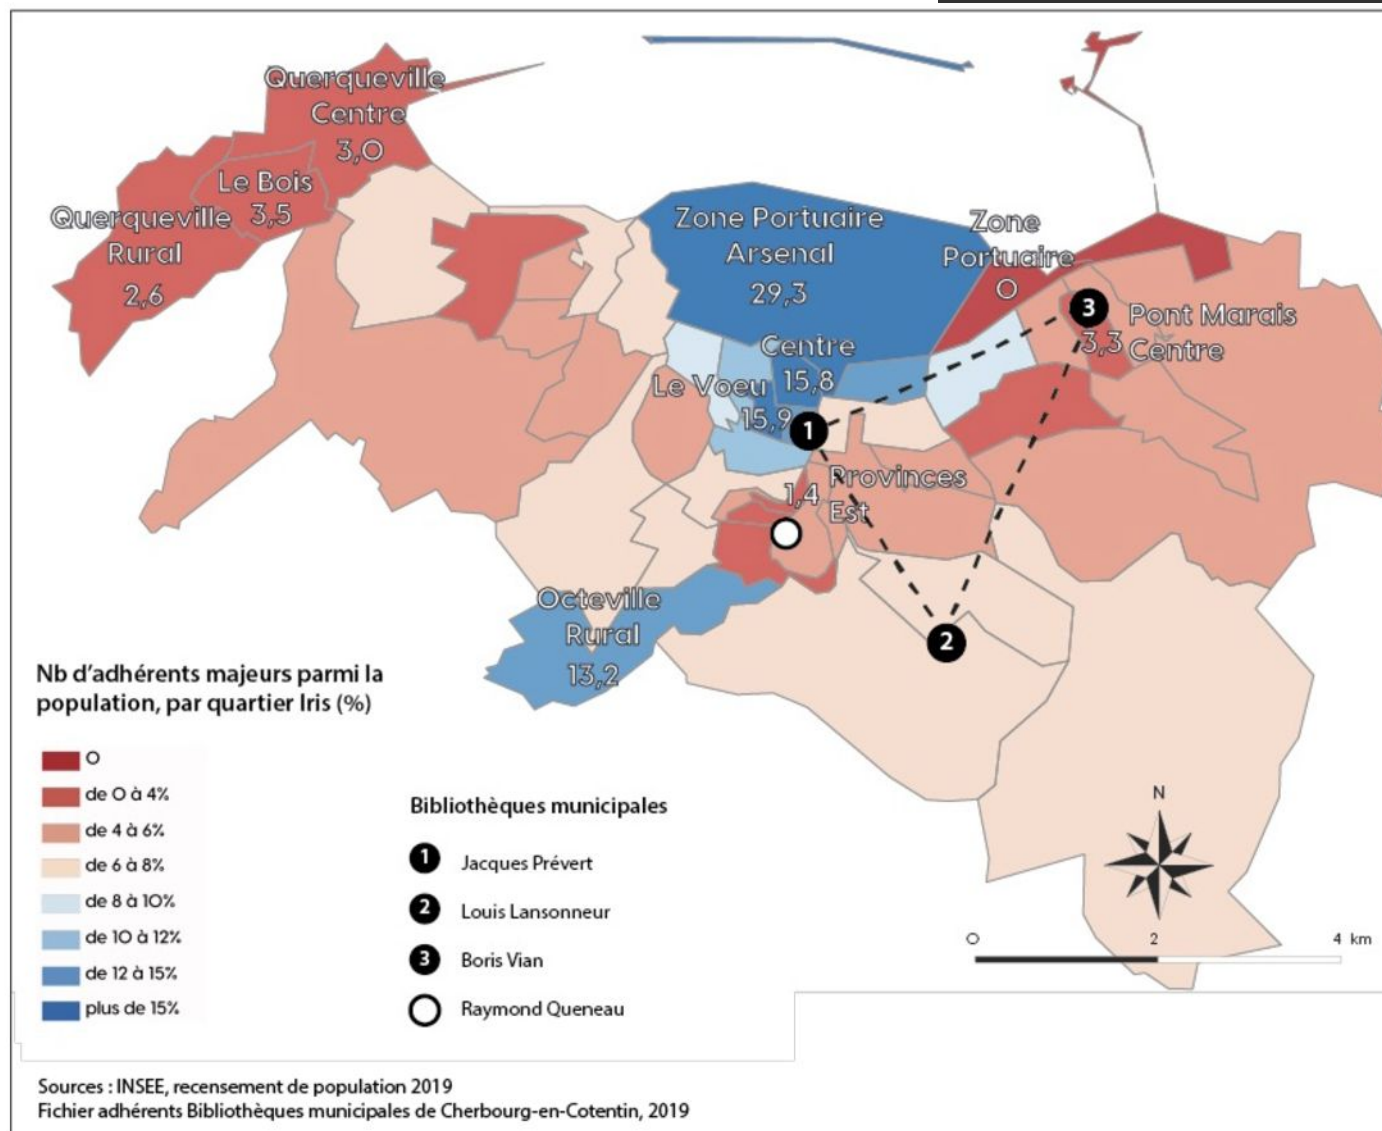 Querqueville
Centre
3,0
Le Bois
3,5
Querqueville
Rural
2,6
Zone Portuaire
Arsenal
29,3
Zone
Portuaire
0
3
Pont Marais
Centre
3,3
Centre
15,8
Le Voeu
15,9
1
Provinces
Est
1,4
2
Octeville
Rural
13,2
Nb d'adhérents majeurs parmi la
population, par quartier Iris (%)
0
de 0 à 4%
de 4 à 6%
de 6 à 8%
de 8 à 10%
de 10 à 12%
de 12 à 15%
plus de 15%
Bibliothèques municipales
1 Jacques Prévert
2 Louis Lansonneur
3 Boris Vian
Raymond Queneau
N
0 2 4 km
Sources : INSEE, recensement de population 2019
Fichier adhérents Bibliothèques municipales de Cherbourg-en-Cotentin, 2019